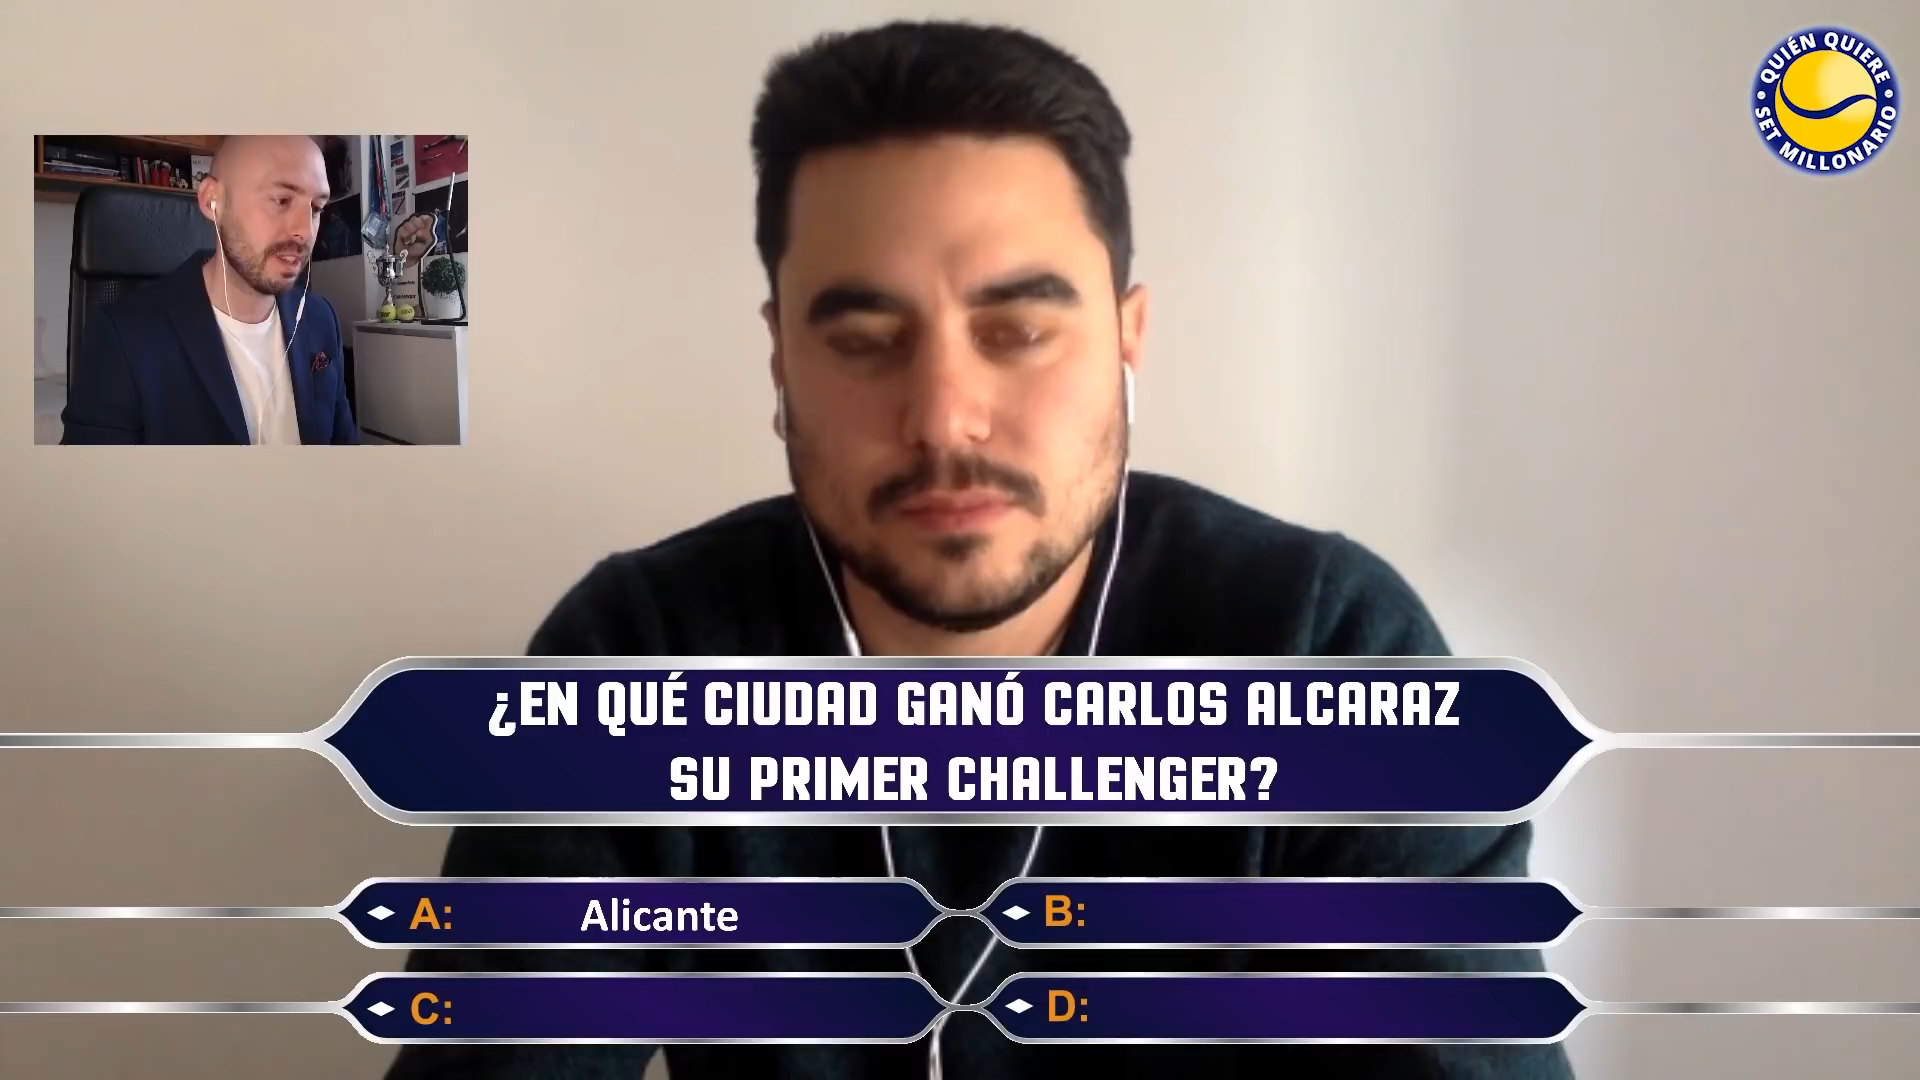 QUIÉN QUIERE
SET MILLONARIO
¿EN QUÉ CIUDAD GANÓ CARLOS ALCARAZ
SU PRIMER CHALLENGER?
A: Alicante
B:
C:
D: